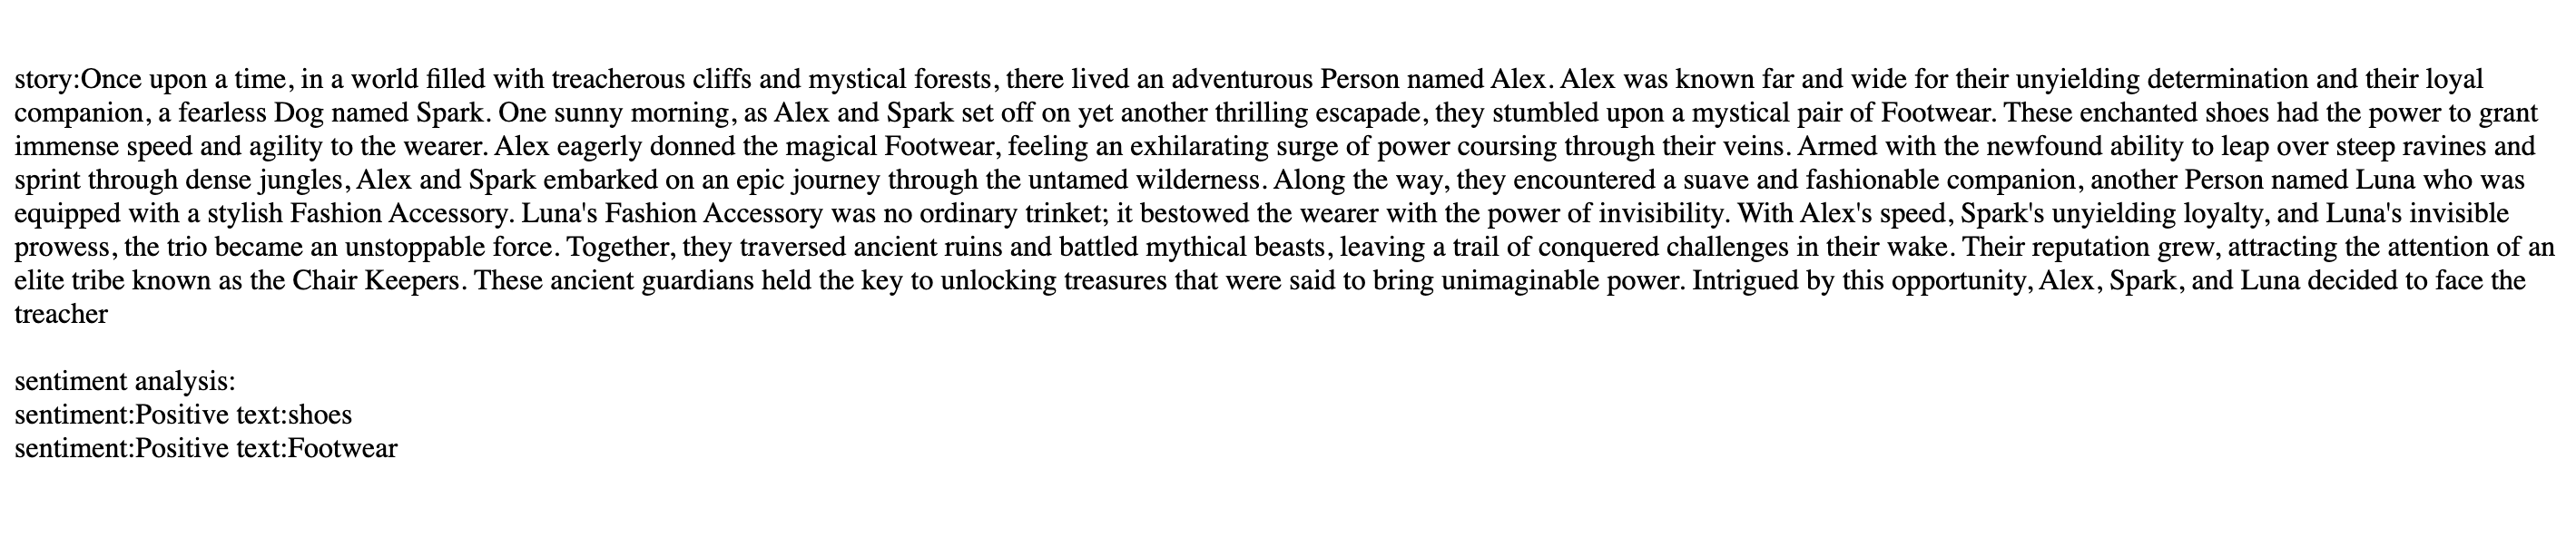 story:Once upon a time, in a world filled with treacherous cliffs and mystical forests, there lived an adventurous Person named Alex. Alex was known far and wide for their unyielding determination and their loyal
companion, a fearless Dog named Spark. One sunny morning, as Alex and Spark set off on yet another thrilling escapade, they stumbled upon a mystical pair of Footwear. These enchanted shoes had the power to grant
immense speed and agility to the wearer. Alex eagerly donned the magical Footwear, feeling an exhilarating surge of power coursing through their veins. Armed with the newfound ability to leap over steep ravines and
sprint through dense jungles, Alex and Spark embarked on an epic journey through the untamed wilderness. Along the way, they encountered a suave and fashionable companion, another Person named Luna who was
equipped with a stylish Fashion Accessory. Luna's Fashion Accessory was no ordinary trinket; it bestowed the wearer with the power of invisibility. With Alex's speed, Spark's unyielding loyalty, and Luna's invisible
prowess, the trio became an unstoppable force. Together, they traversed ancient ruins and battled mythical beasts, leaving a trail of conquered challenges in their wake. Their reputation grew, attracting the attention of an
elite tribe known as the Chair Keepers. These ancient guardians held the key to unlocking treasures that were said to bring unimaginable power. Intrigued by this opportunity, Alex, Spark, and Luna decided to face the
treacher
sentiment analysis:
sentiment:Positive text:shoes
sentiment:Positive text:Footwear